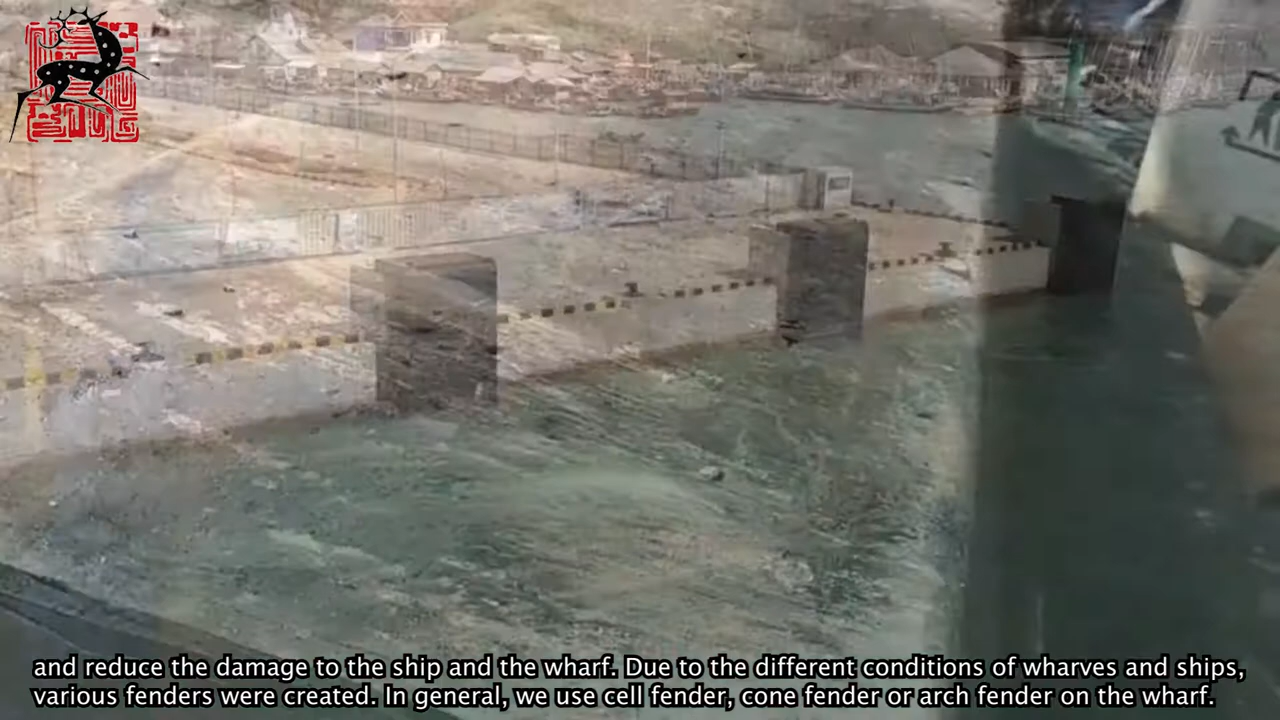 and reduce the damage to the ship and the wharf. Due to the different conditions of wharves and ships,
various fenders were created. In general, we use cell fender, cone fender or arch fender on the wharf.